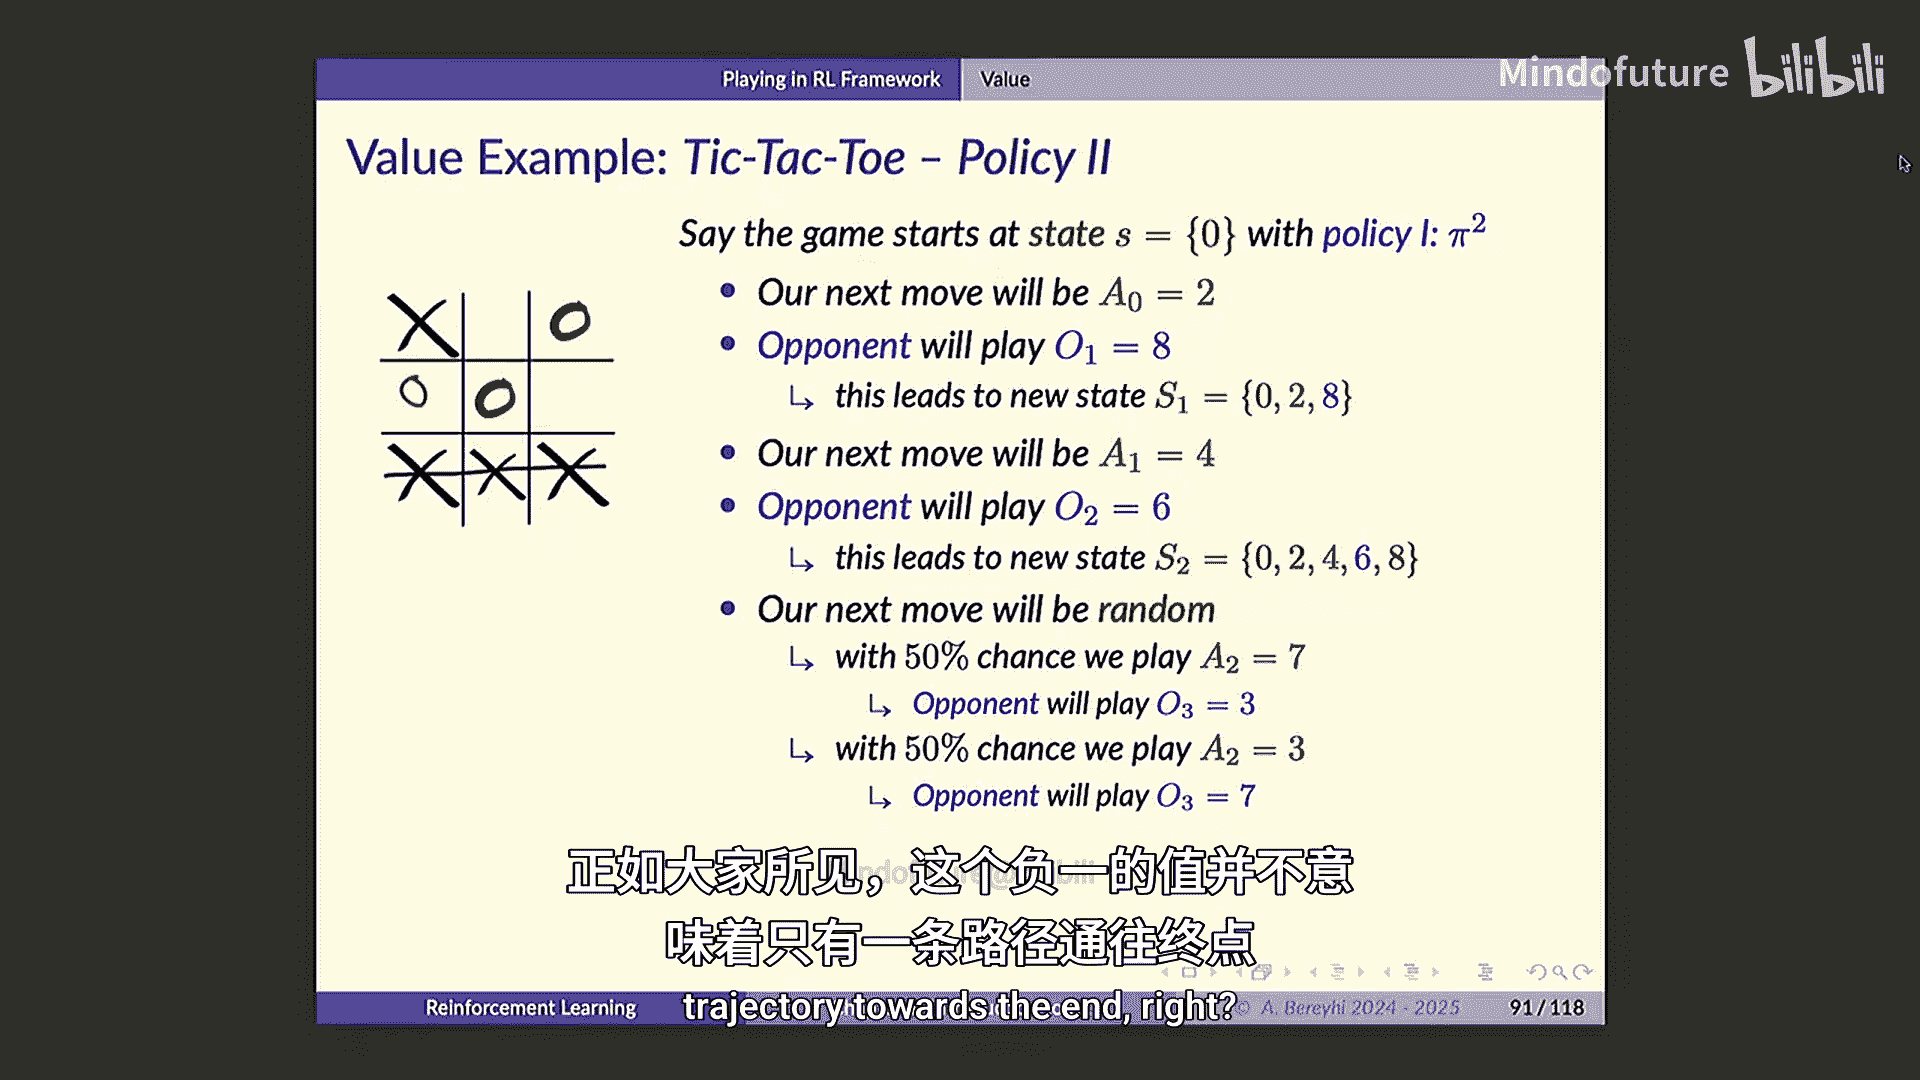 Playing in RL Framework Value
Mindofuture bilibili
Value Example: Tic-Tac-Toe – Policy II
Say the game starts at state s = {0} with policy I: π²
• Our next move will be A₀ = 2
• Opponent will play O₁ = 8
↳ this leads to new state S₁ = {0, 2, 8}
• Our next move will be A₁ = 4
• Opponent will play O₂ = 6
↳ this leads to new state S₂ = {0, 2, 4, 6, 8}
• Our next move will be random
↳ with 50% chance we play A₂ = 7
↳ Opponent will play O₃ = 3
↳ with 50% chance we play A₂ = 3
↳ Opponent will play O₃ = 7
X O
O O
X X X
正如大家所见，这个负一的值并不意
味着只有一条路径通往终点
trajectory towards the end, right?
Reinforcement Learning © A. Bereyhi 2024 - 2025 91 / 118